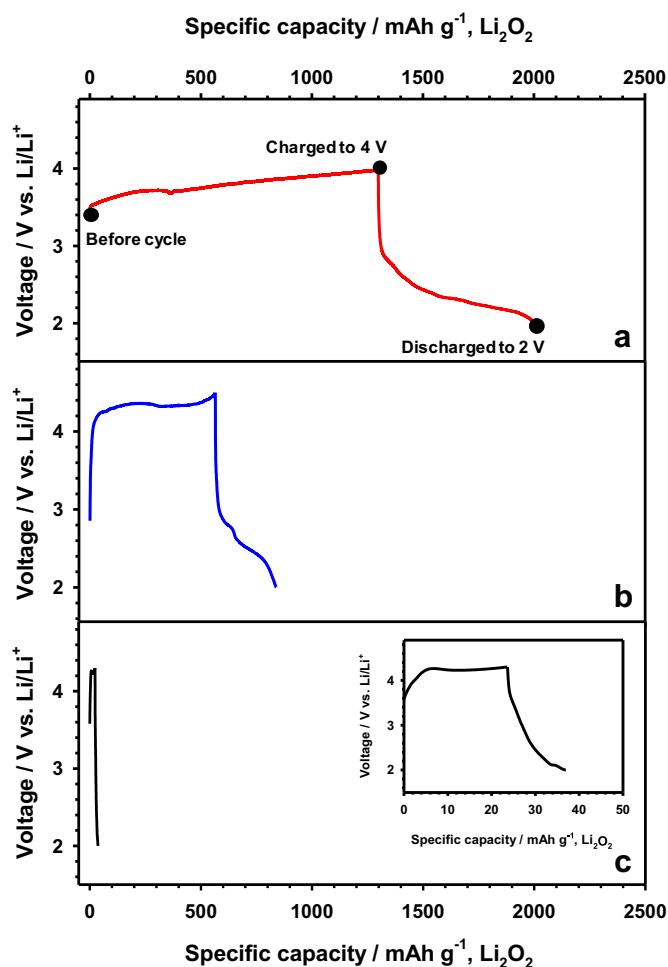 Specific capacity / mAh g⁻¹, Li₂O₂
0 500 1000 1500 2000 2500
Voltage / V vs. Li/Li⁺
4
3
2
Charged to 4 V
Before cycle
Discharged to 2 V
a
Voltage / V vs. Li/Li⁺
4
3
2
b
Voltage / V vs. Li/Li⁺
4
3
2
Voltage / V vs. Li/Li⁺
4
3
2
0 10 20 30 40 50
Specific capacity / mAh g⁻¹, Li₂O₂
c
0 500 1000 1500 2000 2500
Specific capacity / mAh g⁻¹, Li₂O₂